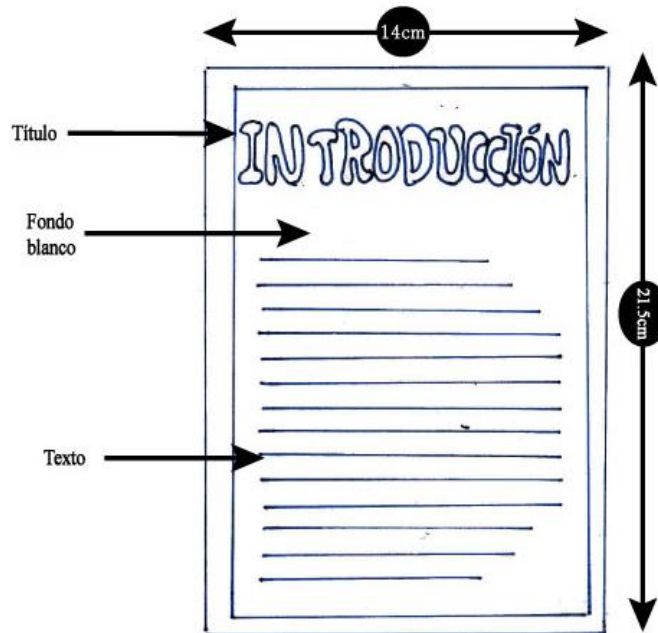 14cm
Título
INTRODUCCIÓN
Fondo
blanco
21.5cm
Texto